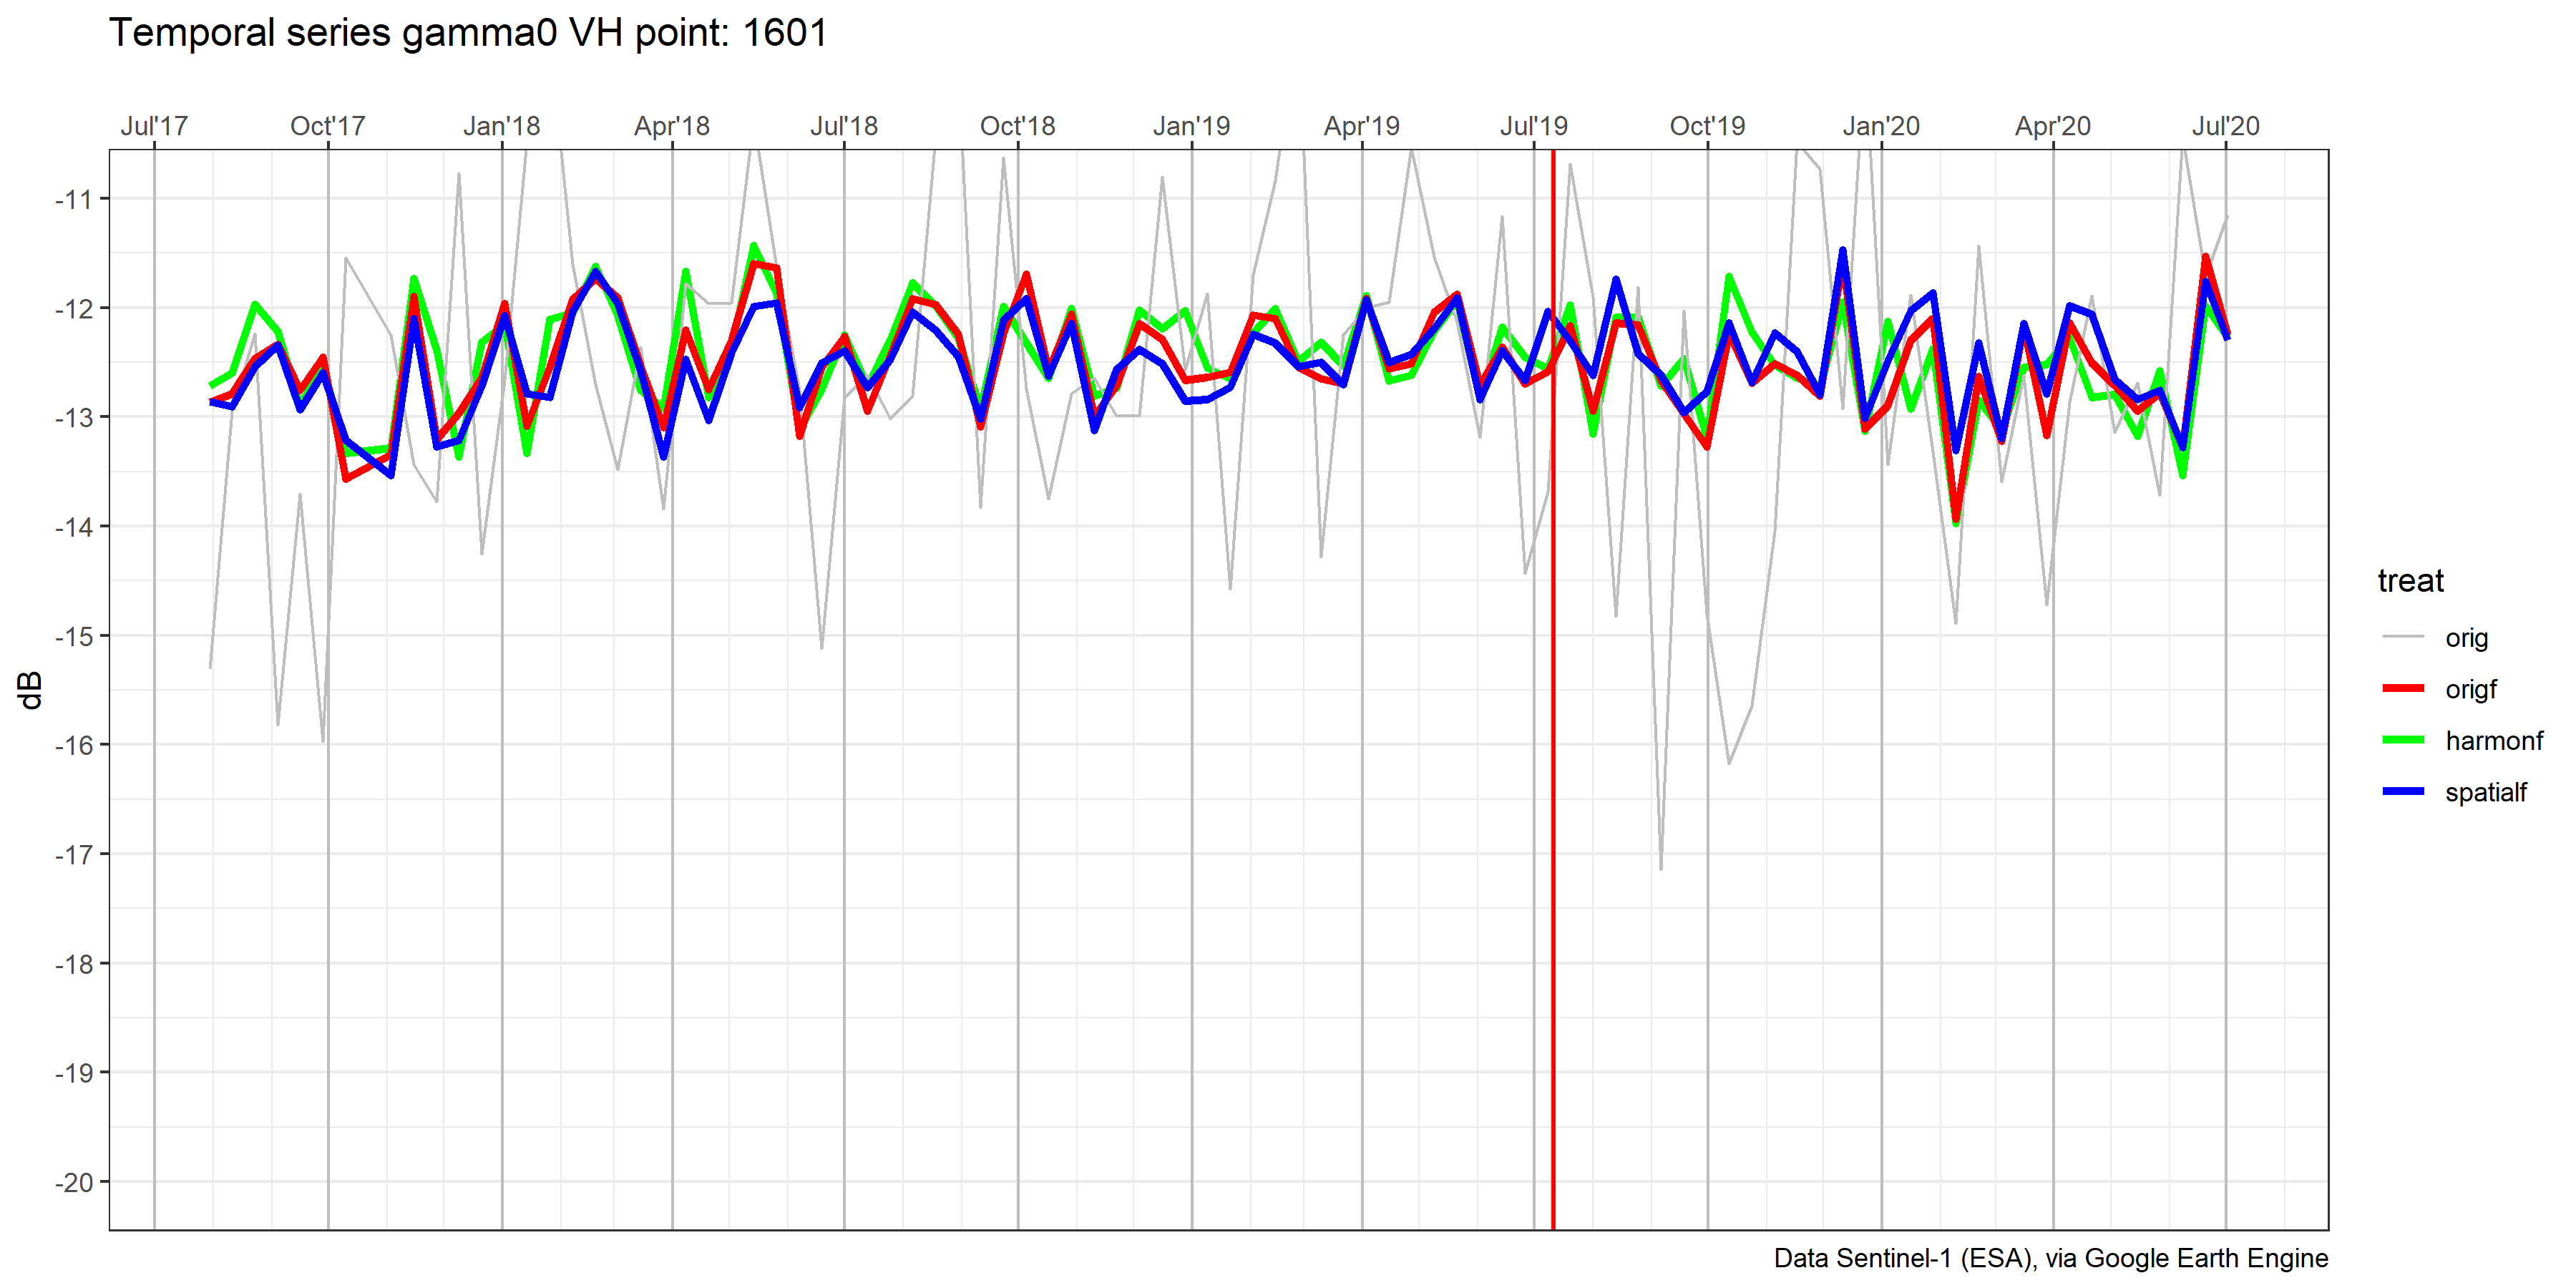 Temporal series gamma0 VH point: 1601
Jul'17 Oct'17 Jan'18 Apr'18 Jul'18 Oct'18 Jan'19 Apr'19 Jul'19 Oct'19 Jan'20 Apr'20 Jul'20
-11
-12
-13
-14
-15
-16
-17
-18
-19
-20
dB
treat
orig
origf
harmonf
spatialf
Data Sentinel-1 (ESA), via Google Earth Engine